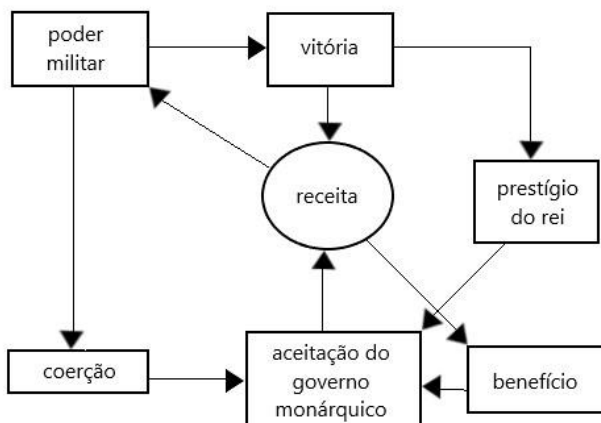 poder
militar
vitória
receita
prestígio
do rei
coerção
aceitação do
governo
monárquico
benefício